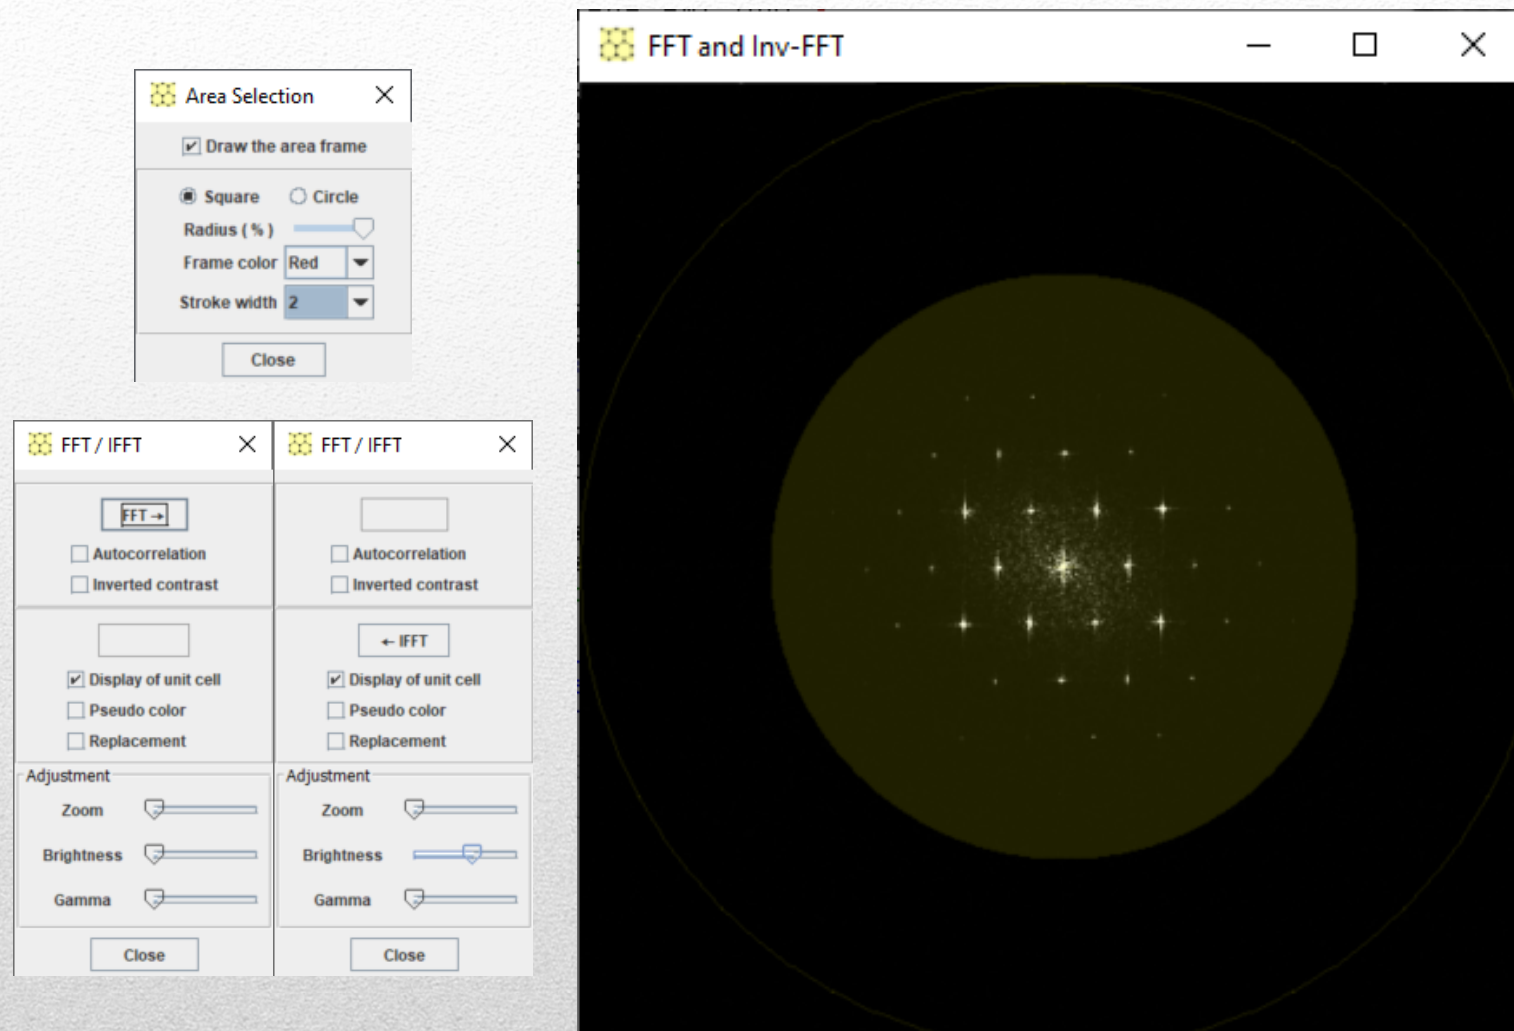 FFT and Inv-FFT
Area Selection
Draw the area frame
Square Circle
Radius ( % )
Frame color Red
Stroke width 2
Close
FFT / IFFT
FFT →
Autocorrelation
Inverted contrast
Display of unit cell
Pseudo color
Replacement
Adjustment
Zoom
Brightness
Gamma
Close
FFT / IFFT
Autocorrelation
Inverted contrast
← IFFT
Display of unit cell
Pseudo color
Replacement
Adjustment
Zoom
Brightness
Gamma
Close